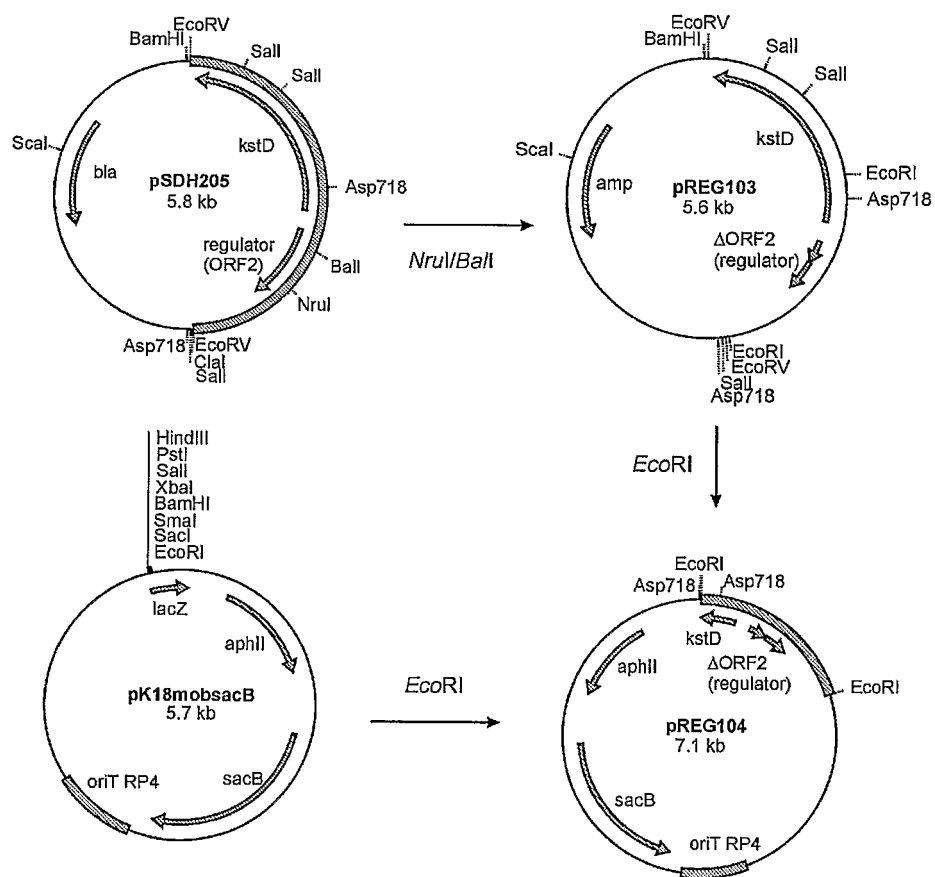 EcoRV
BamHI
SalI
SalI
ScaI
kstD
bla
pSDH205
5.8 kb
Asp718
regulator
(ORF2)
BalI
NruI
Asp718
EcoRV
ClaI
SalI
NruI/BalI
EcoRV
BamHI
SalI
SalI
ScaI
kstD
amp
pREG103
5.6 kb
EcoRI
Asp718
ΔORF2
(regulator)
EcoRI
EcoRV
SalI
Asp718
EcoRI
HindIII
PstI
SalI
XbaI
BamHI
SmaI
SacI
EcoRI
lacZ
aphII
pK18mobsacB
5.7 kb
oriT RP4
sacB
EcoRI
EcoRI
Asp718
Asp718
kstD
aphII
ΔORF2
(regulator)
EcoRI
pREG104
7.1 kb
sacB
oriT RP4